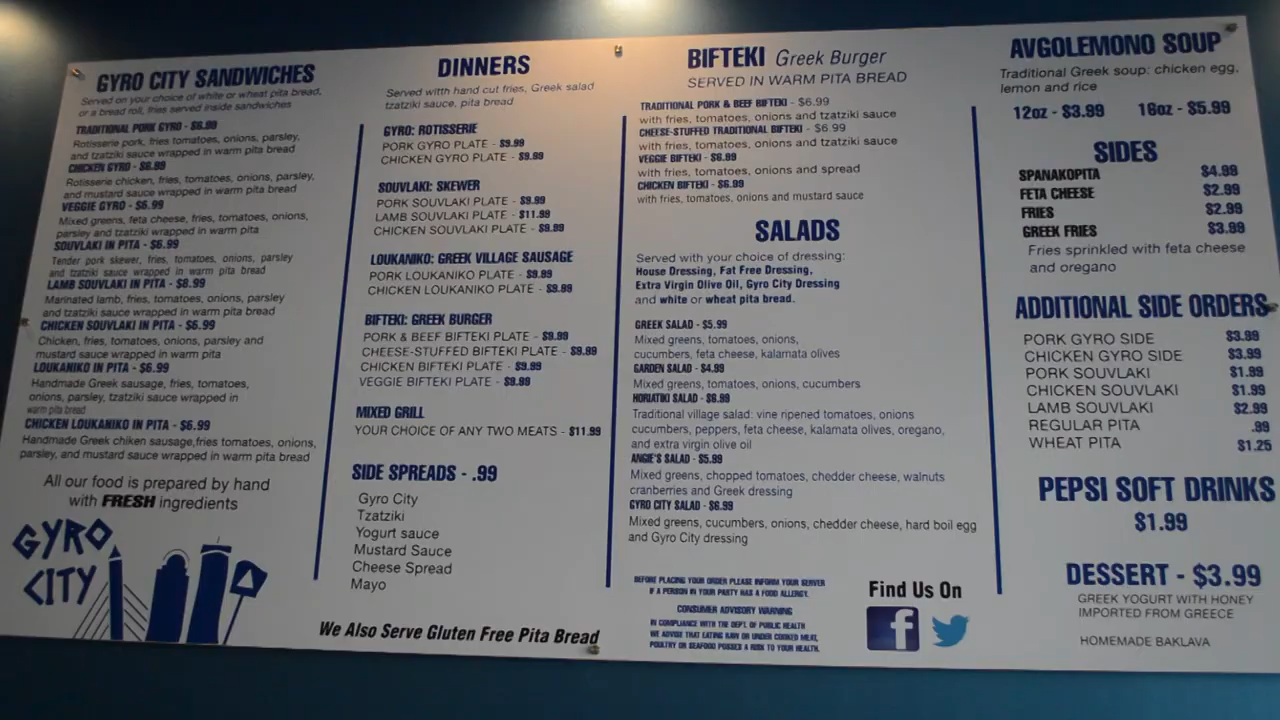 GYRO CITY SANDWICHES
Served on your choice of white or wheat pita bread,
or a bread roll, fries served inside sandwiches
TRADITIONAL PORK GYRO - $6.99
Rotisserie pork, fries tomatoes, onions, parsley,
and tzatziki sauce wrapped in warm pita bread
CHICKEN GYRO - $6.99
Rotisserie chicken, fries, tomatoes, onions, parsley,
and mustard sauce wrapped in warm pita bread
VEGGIE GYRO - $6.99
Mixed greens, feta cheese, fries, tomatoes, onions,
parsley and tzatziki sauce wrapped in warm pita
SOUVLAKI IN PITA - $6.99
Tender pork skewer, fries, tomatoes, onions, parsley
and tzatziki sauce wrapped in warm pita bread
LAMB SOUVLAKI IN PITA - $8.99
Marinated lamb, fries, tomatoes, onions, parsley
and tzatziki sauce wrapped in warm pita bread
CHICKEN SOUVLAKI IN PITA - $6.99
Chicken, fries, tomatoes, onions, parsley and
mustard sauce wrapped in warm pita
LOUKANIKO IN PITA - $6.99
Handmade Greek sausage, fries, tomatoes,
onions, parsley, tzatziki sauce wrapped in
warm pita bread
CHICKEN LOUKANIKO IN PITA - $6.99
Handmade Greek chiken sausage,fries tomatoes, onions,
parsley, and mustard sauce wrapped in warm pita bread
All our food is prepared by hand
with FRESH ingredients
GYRO
CITY
DINNERS
Served witth hand cut fries, Greek salad
tzatziki sauce, pita bread
GYRO: ROTISSERIE
PORK GYRO PLATE - $9.99
CHICKEN GYRO PLATE - $9.99
SOUVLAKI: SKEWER
PORK SOUVLAKI PLATE - $9.99
LAMB SOUVLAKI PLATE - $11.99
CHICKEN SOUVLAKI PLATE - $9.99
LOUKANIKO: GREEK VILLAGE SAUSAGE
PORK LOUKANIKO PLATE - $9.99
CHICKEN LOUKANIKO PLATE - $9.99
BIFTEKI: GREEK BURGER
PORK & BEEF BIFTEKI PLATE - $9.99
CHEESE-STUFFED BIFTEKI PLATE - $9.99
CHICKEN BIFTEKI PLATE - $9.99
VEGGIE BIFTEKI PLATE - $9.99
MIXED GRILL
YOUR CHOICE OF ANY TWO MEATS - $11.99
SIDE SPREADS - .99
Gyro City
Tzatziki
Yogurt sauce
Mustard Sauce
Cheese Spread
Mayo
We Also Serve Gluten Free Pita Bread
BIFTEKI Greek Burger
SERVED IN WARM PITA BREAD
TRADITIONAL PORK & BEEF BIFTEKI - $6.99
with fries, tomatoes, onions and tzatziki sauce
CHEESE-STUFFED TRADITIONAL BIFTEKI - $6.99
with fries, tomatoes, onions and tzatziki sauce
VEGGIE BIFTEKI - $6.99
with fries, tomatoes, onions and spread
CHICKEN BIFTEKI - $6.99
with fries, tomatoes, onions and mustard sauce
SALADS
Served with your choice of dressing:
House Dressing, Fat Free Dressing,
Extra Virgin Olive Oil, Gyro City Dressing
and white or wheat pita bread.
GREEK SALAD - $5.99
Mixed greens, tomatoes, onions,
cucumbers, feta cheese, kalamata olives
GARDEN SALAD - $4.99
Mixed greens, tomatoes, onions, cucumbers
HORIATIKI SALAD - $6.99
Traditional village salad: vine ripened tomatoes, onions
cucumbers, peppers, feta cheese, kalamata olives, oregano,
and extra virgin olive oil
ANGIE'S SALAD - $5.99
Mixed greens, chopped tomatoes, chedder cheese, walnuts
cranberries and Greek dressing
GYRO CITY SALAD - $6.99
Mixed greens, cucumbers, onions, chedder cheese, hard boil egg
and Gyro City dressing
BEFORE PLACING YOUR ORDER PLEASE INFORM YOUR SERVER
IF A PERSON IN YOUR PARTY HAS A FOOD ALLERGY.
CONSUMER ADVISORY WARNING
IN COMPLIANCE WITH THE DEPT. OF PUBLIC HEALTH
WE ADVISE THAT EATING RAW OR UNDER COOKED MEAT,
POULTRY OR SEAFOOD POSSES A RISK TO YOUR HEALTH.
Find Us On
f
AVGOLEMONO SOUP
Traditional Greek soup: chicken egg,
lemon and rice
12oz - $3.99 16oz - $5.99
SIDES
SPANAKOPITA $4.99
FETA CHEESE $2.99
FRIES $2.99
GREEK FRIES $3.99
Fries sprinkled with feta cheese
and oregano
ADDITIONAL SIDE ORDERS
PORK GYRO SIDE $3.99
CHICKEN GYRO SIDE $3.99
PORK SOUVLAKI $1.99
CHICKEN SOUVLAKI $1.99
LAMB SOUVLAKI $2.99
REGULAR PITA .99
WHEAT PITA $1.25
PEPSI SOFT DRINKS
$1.99
DESSERT - $3.99
GREEK YOGURT WITH HONEY
IMPORTED FROM GREECE
HOMEMADE BAKLAVA